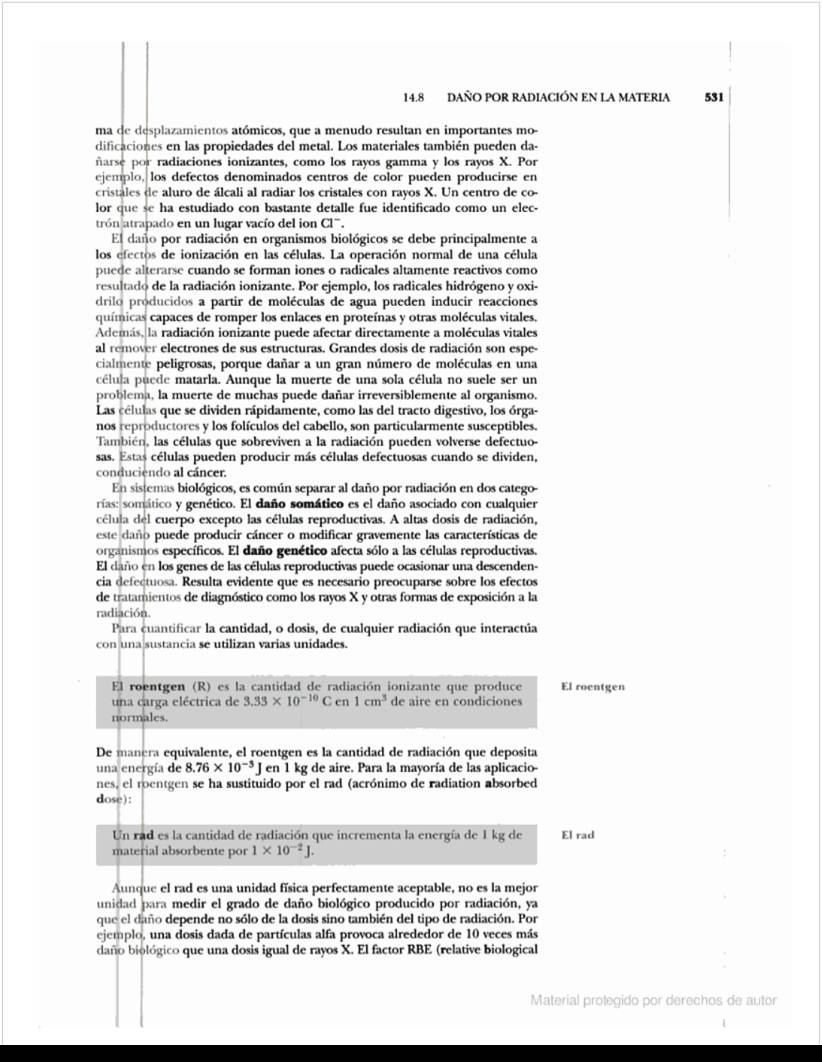 14.8 DAÑO POR RADIACIÓN EN LA MATERIA 531
ma de desplazamientos atómicos, que a menudo resultan en importantes mo-
dificaciones en las propiedades del metal. Los materiales también pueden da-
ñarse por radiaciones ionizantes, como los rayos gamma y los rayos X. Por
ejemplo, los defectos denominados centros de color pueden producirse en
cristales de aluro de álcali al radiar los cristales con rayos X. Un centro de co-
lor que se ha estudiado con bastante detalle fue identificado como un elec-
trón atrapado en un lugar vacío del ion Cl⁻.
El daño por radiación en organismos biológicos se debe principalmente a
los efectos de ionización en las células. La operación normal de una célula
puede alterarse cuando se forman iones o radicales altamente reactivos como
resultado de la radiación ionizante. Por ejemplo, los radicales hidrógeno y oxi-
drilo producidos a partir de moléculas de agua pueden inducir reacciones
químicas capaces de romper los enlaces en proteínas y otras moléculas vitales.
Además, la radiación ionizante puede afectar directamente a moléculas vitales
al remover electrones de sus estructuras. Grandes dosis de radiación son espe-
cialmente peligrosas, porque dañar a un gran número de moléculas en una
célula puede matarla. Aunque la muerte de una sola célula no suele ser un
problema, la muerte de muchas puede dañar irreversiblemente al organismo.
Las células que se dividen rápidamente, como las del tracto digestivo, los órga-
nos reproductores y los folículos del cabello, son particularmente susceptibles.
También, las células que sobreviven a la radiación pueden volverse defectuo-
sas. Estas células pueden producir más células defectuosas cuando se dividen,
conduciendo al cáncer.
En sistemas biológicos, es común separar al daño por radiación en dos catego-
rías: somático y genético. El daño somático es el daño asociado con cualquier
célula del cuerpo excepto las células reproductivas. A altas dosis de radiación,
este daño puede producir cáncer o modificar gravemente las características de
organismos específicos. El daño genético afecta sólo a las células reproductivas.
El daño en los genes de las células reproductivas puede ocasionar una descenden-
cia defectuosa. Resulta evidente que es necesario preocuparse sobre los efectos
de tratamientos de diagnóstico como los rayos X y otras formas de exposición a la
radiación.
Para cuantificar la cantidad, o dosis, de cualquier radiación que interactúa
con una sustancia se utilizan varias unidades.
El roentgen (R) es la cantidad de radiación ionizante que produce
una carga eléctrica de 3.33 × 10⁻¹⁰ C en 1 cm³ de aire en condiciones
normales.
El roentgen
De manera equivalente, el roentgen es la cantidad de radiación que deposita
una energía de 8.76 × 10⁻³ J en 1 kg de aire. Para la mayoría de las aplicacio-
nes, el roentgen se ha sustituido por el rad (acrónimo de radiation absorbed
dose):
Un rad es la cantidad de radiación que incrementa la energía de 1 kg de
material absorbente por 1 × 10⁻² J.
El rad
Aunque el rad es una unidad física perfectamente aceptable, no es la mejor
unidad para medir el grado de daño biológico producido por radiación, ya
que el daño depende no sólo de la dosis sino también del tipo de radiación. Por
ejemplo, una dosis dada de partículas alfa provoca alrededor de 10 veces más
daño biológico que una dosis igual de rayos X. El factor RBE (relative biological
Material protegido por derechos de autor